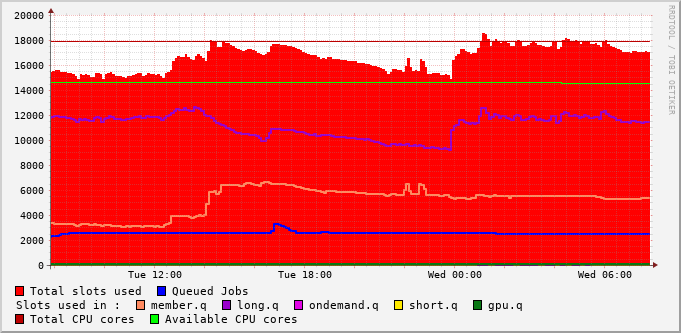 20000
18000
16000
14000
12000
10000
8000
6000
4000
2000
0
Tue 12:00 Tue 18:00 Wed 00:00 Wed 06:00
Total slots used Queued Jobs
Slots used in : member.q long.q ondemand.q short.q gpu.q
Total CPU cores Available CPU cores
RRDTOOL / TOBI OETIKER